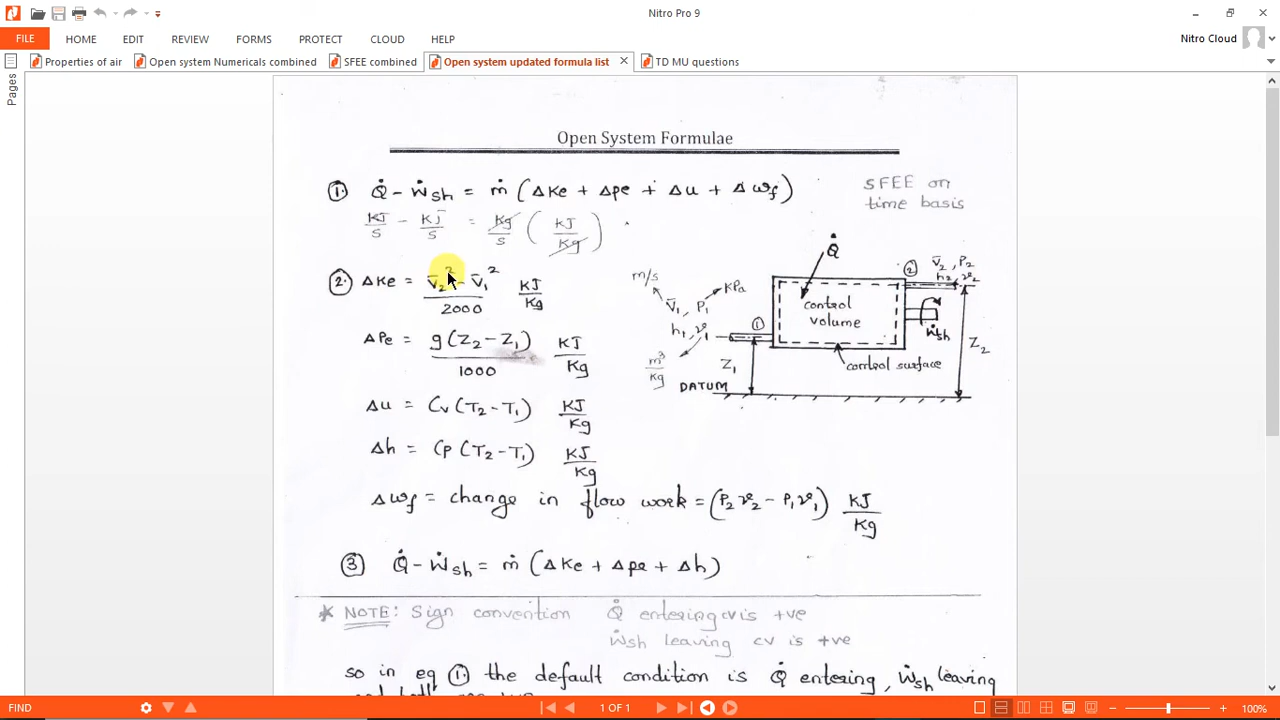 Nitro Pro 9
FILE HOME EDIT REVIEW FORMS PROTECT CLOUD HELP Nitro Cloud
Properties of air Open system Numericals combined SFEE combined Open system updated formula list TD MU questions
Pages
Open System Formulae
① Q̇ - Ẇsh = ṁ (ΔKe + Δpe + Δu + Δwf)
SFEE on
time basis
KJ/S - KJ/S = Kg/S (KJ/Kg)
② ΔKe = (V̄₂² - V̄₁²)/2000 KJ/Kg
ΔPe = g(Z₂-Z₁)/1000 KJ/Kg
Δu = Cv(T₂-T₁) KJ/Kg
Δh = Cp(T₂-T₁) KJ/Kg
Δwf = change in flow work = (P₂v₂ - P₁v₁) KJ/Kg
③ Q̇ - Ẇsh = ṁ (ΔKe + Δpe + Δh)
Q̇
m/s
KPa
V̄₁, P₁
h₁, v₁
m³/Kg
①
②
V̄₂, P₂
h₂, v₂
control
volume
Ẇsh
control surface
Z₁
Z₂
DATUM
* NOTE: Sign convention Q̇ entering cv is +ve
Ẇsh leaving cv is +ve
so in eq ① the default condition is Q̇ entering, Ẇsh leaving
FIND 1 OF 1 100%